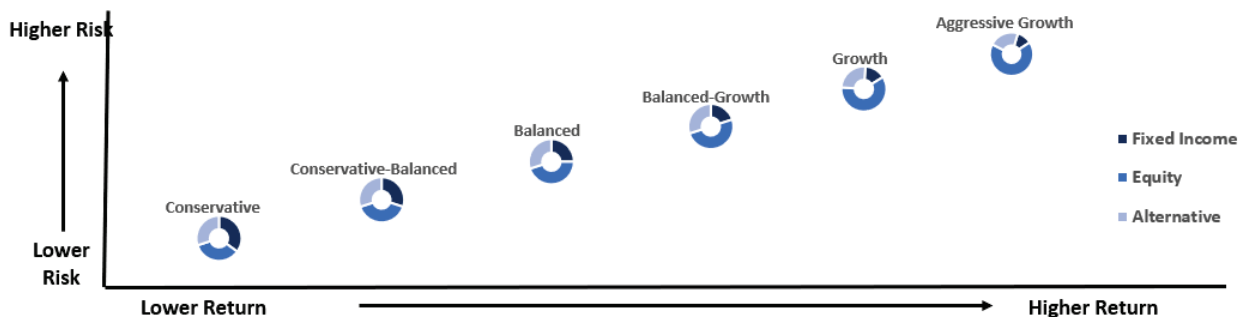 Higher Risk
Aggressive Growth
Growth
Balanced-Growth
Balanced
Conservative-Balanced
Conservative
Fixed Income
Equity
Alternative
Lower
Risk
Lower Return
Higher Return